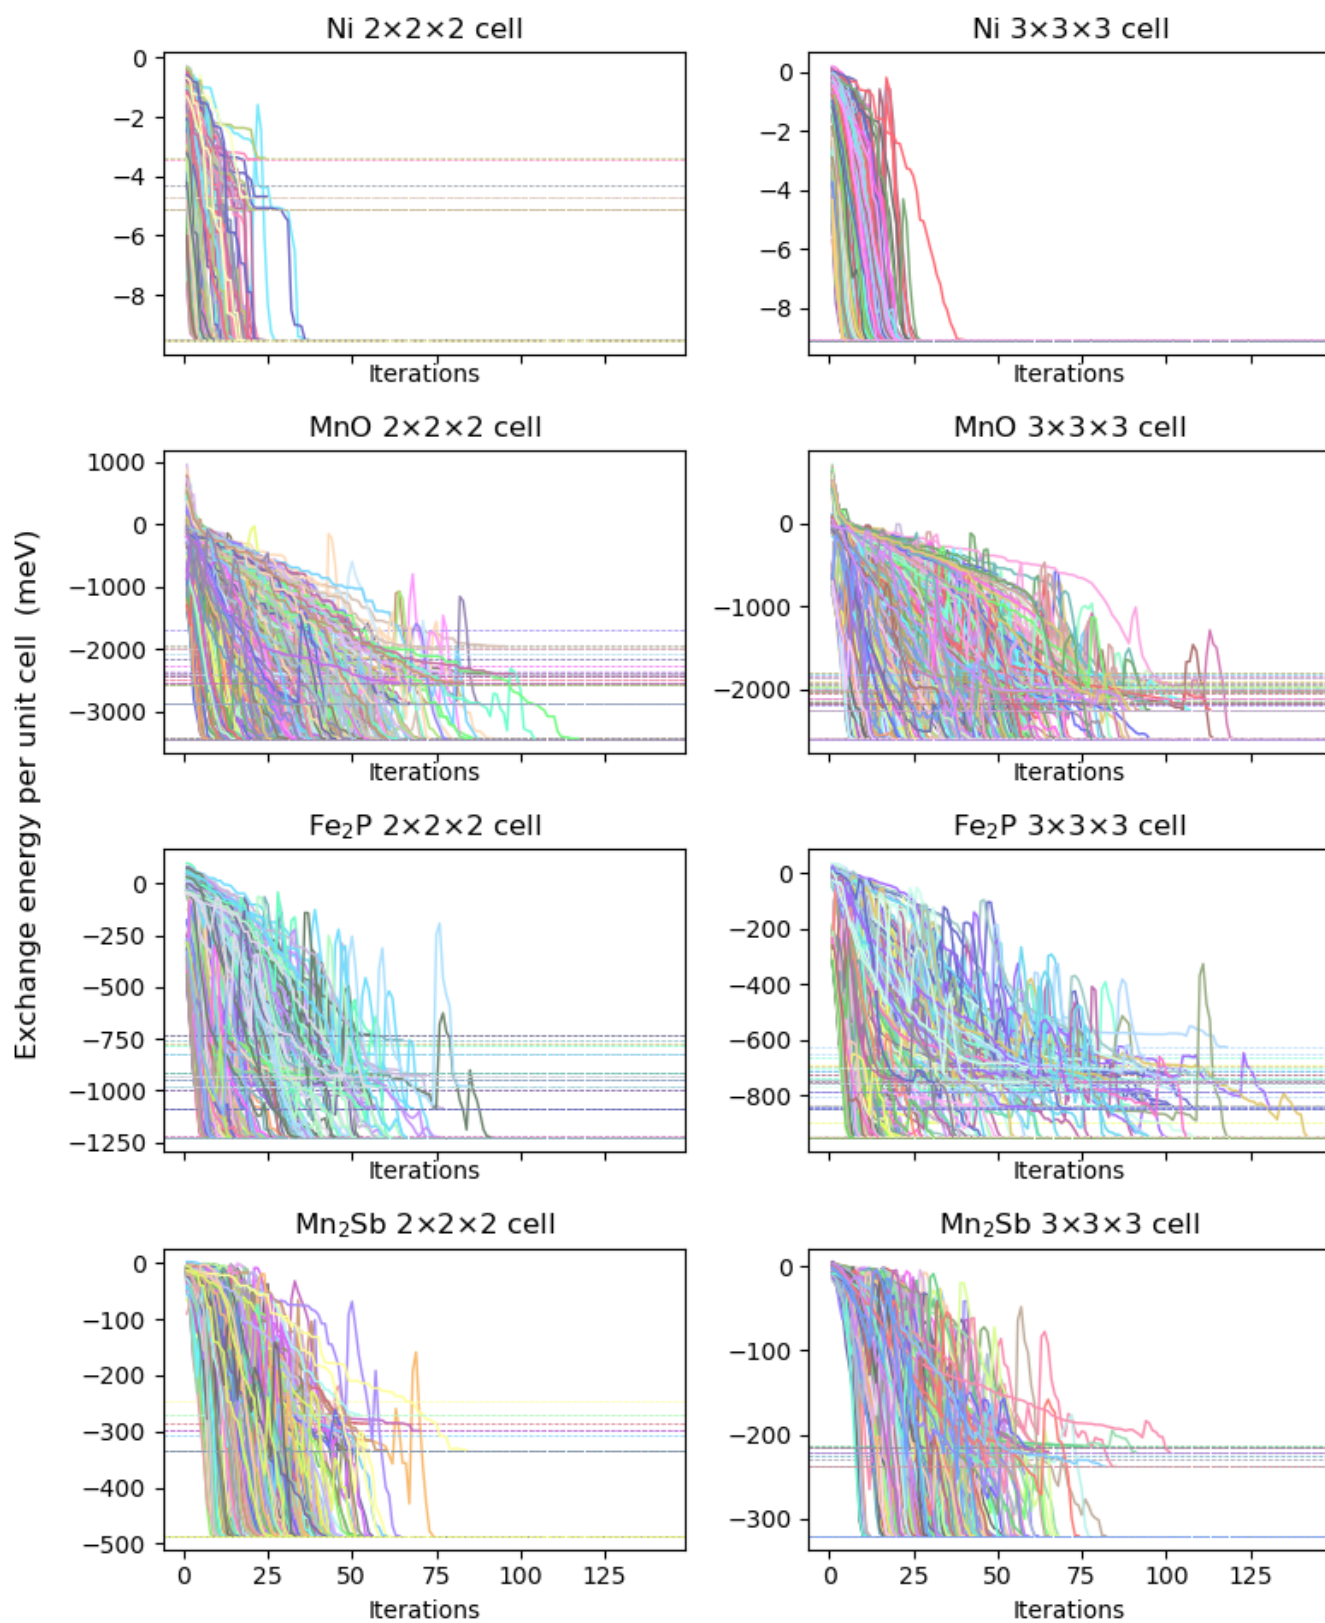 Ni 2×2×2 cell
Ni 3×3×3 cell
0
−2
−4
−6
−8
Iterations
0
−2
−4
−6
−8
Iterations
MnO 2×2×2 cell
MnO 3×3×3 cell
1000
0
−1000
−2000
−3000
Iterations
0
−1000
−2000
Iterations
Exchange energy per unit cell (meV)
Fe₂P 2×2×2 cell
Fe₂P 3×3×3 cell
0
−250
−500
−750
−1000
−1250
Iterations
0
−200
−400
−600
−800
Iterations
Mn₂Sb 2×2×2 cell
Mn₂Sb 3×3×3 cell
0
−100
−200
−300
−400
−500
0 25 50 75 100 125
Iterations
0
−100
−200
−300
0 25 50 75 100 125
Iterations